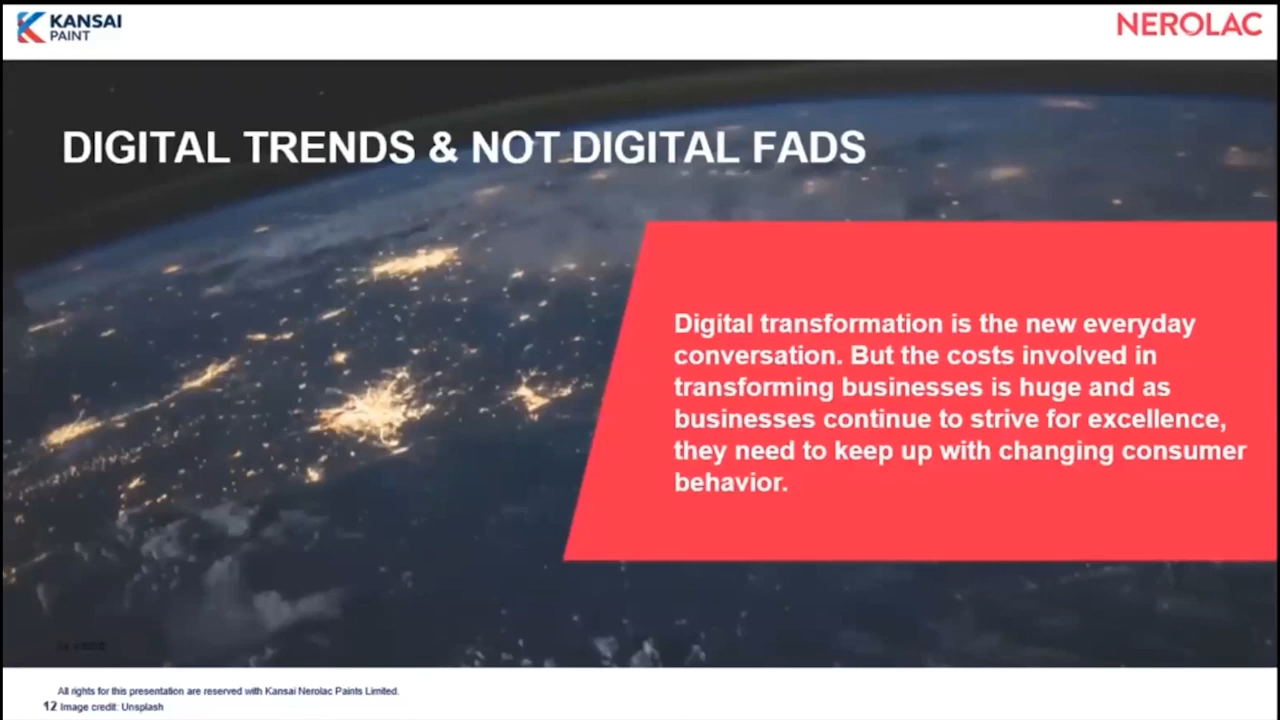 KANSAI
PAINT
NEROLAC
DIGITAL TRENDS & NOT DIGITAL FADS
Digital transformation is the new everyday
conversation. But the costs involved in
transforming businesses is huge and as
businesses continue to strive for excellence,
they need to keep up with changing consumer
behavior.
All rights for this presentation are reserved with Kansai Nerolac Paints Limited.
12 Image credit: Unsplash